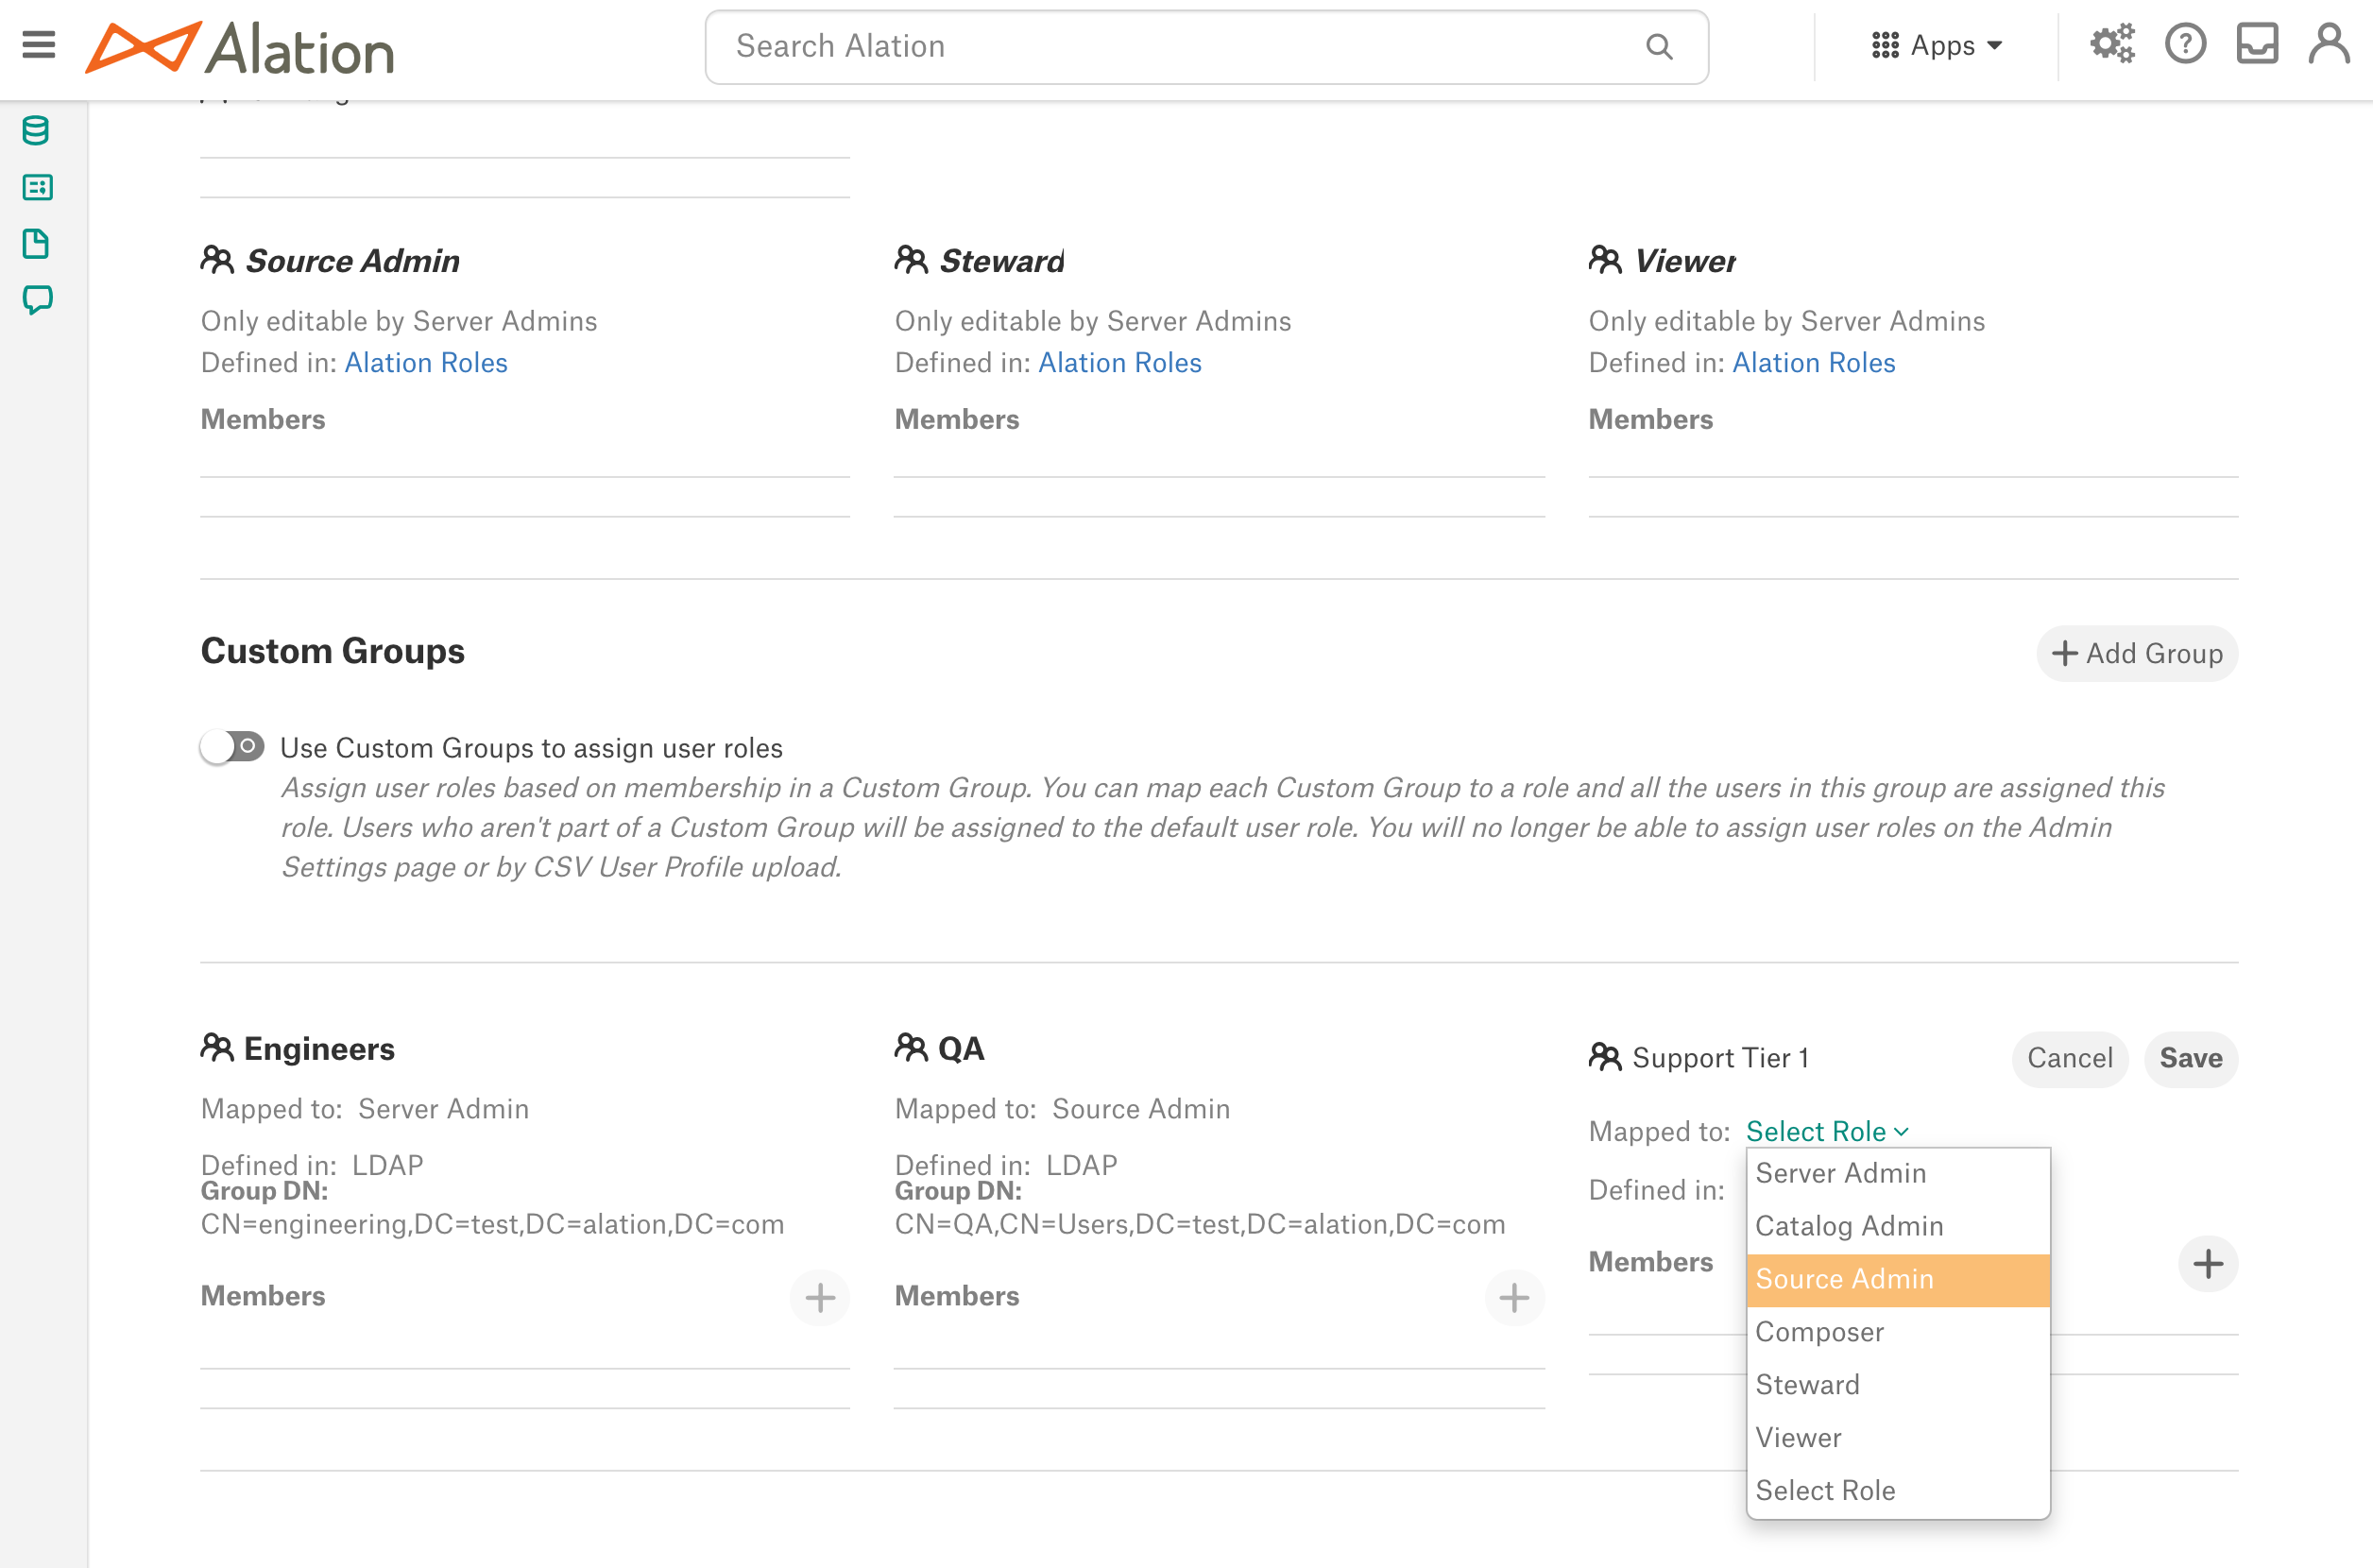 Alation
Search Alation
Apps
Source Admin
Only editable by Server Admins
Defined in: Alation Roles
Members
Steward
Only editable by Server Admins
Defined in: Alation Roles
Members
Viewer
Only editable by Server Admins
Defined in: Alation Roles
Members
Custom Groups
Add Group
Use Custom Groups to assign user roles
Assign user roles based on membership in a Custom Group. You can map each Custom Group to a role and all the users in this group are assigned this
role. Users who aren't part of a Custom Group will be assigned to the default user role. You will no longer be able to assign user roles on the Admin
Settings page or by CSV User Profile upload.
Engineers
Mapped to: Server Admin
Defined in: LDAP
Group DN:
CN=engineering,DC=test,DC=alation,DC=com
Members
QA
Mapped to: Source Admin
Defined in: LDAP
Group DN:
CN=QA,CN=Users,DC=test,DC=alation,DC=com
Members
Support Tier 1
Cancel
Save
Mapped to: Select Role
Defined in:
Members
Server Admin
Catalog Admin
Source Admin
Composer
Steward
Viewer
Select Role